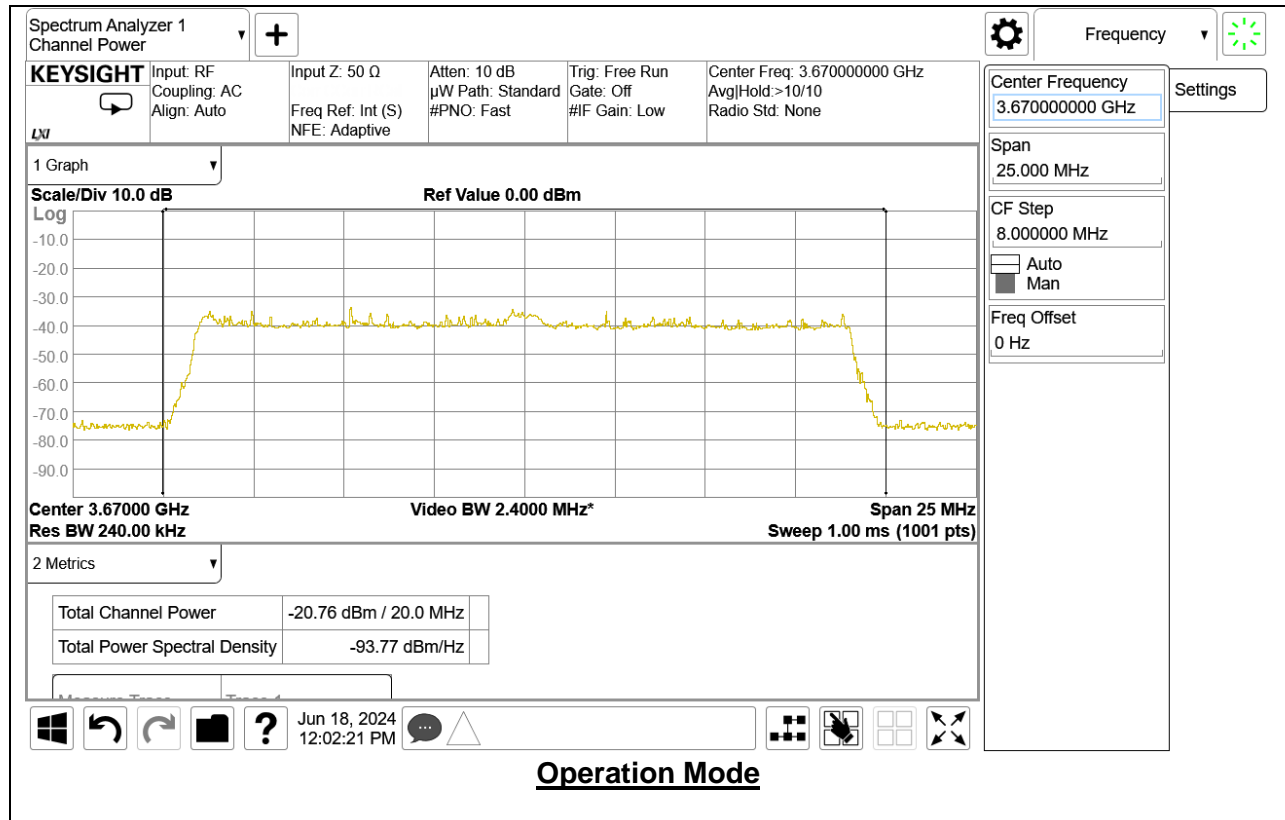 Spectrum Analyzer 1
Channel Power
Frequency
KEYSIGHT
LXI
Input: RF
Coupling: AC
Align: Auto
Input Z: 50 Ω
Freq Ref: Int (S)
NFE: Adaptive
Atten: 10 dB
µW Path: Standard
#PNO: Fast
Trig: Free Run
Gate: Off
#IF Gain: Low
Center Freq: 3.670000000 GHz
Avg|Hold:>10/10
Radio Std: None
Center Frequency
3.670000000 GHz
Settings
Span
25.000 MHz
CF Step
8.000000 MHz
Auto
Man
Freq Offset
0 Hz
1 Graph
Scale/Div 10.0 dB
Ref Value 0.00 dBm
Log
-10.0
-20.0
-30.0
-40.0
-50.0
-60.0
-70.0
-80.0
-90.0
Center 3.67000 GHz
Video BW 2.4000 MHz*
Span 25 MHz
Res BW 240.00 kHz
Sweep 1.00 ms (1001 pts)
2 Metrics
Total Channel Power -20.76 dBm / 20.0 MHz
Total Power Spectral Density -93.77 dBm/Hz
Measure Trace Trace 1
?
Jun 18, 2024
12:02:21 PM
Operation Mode